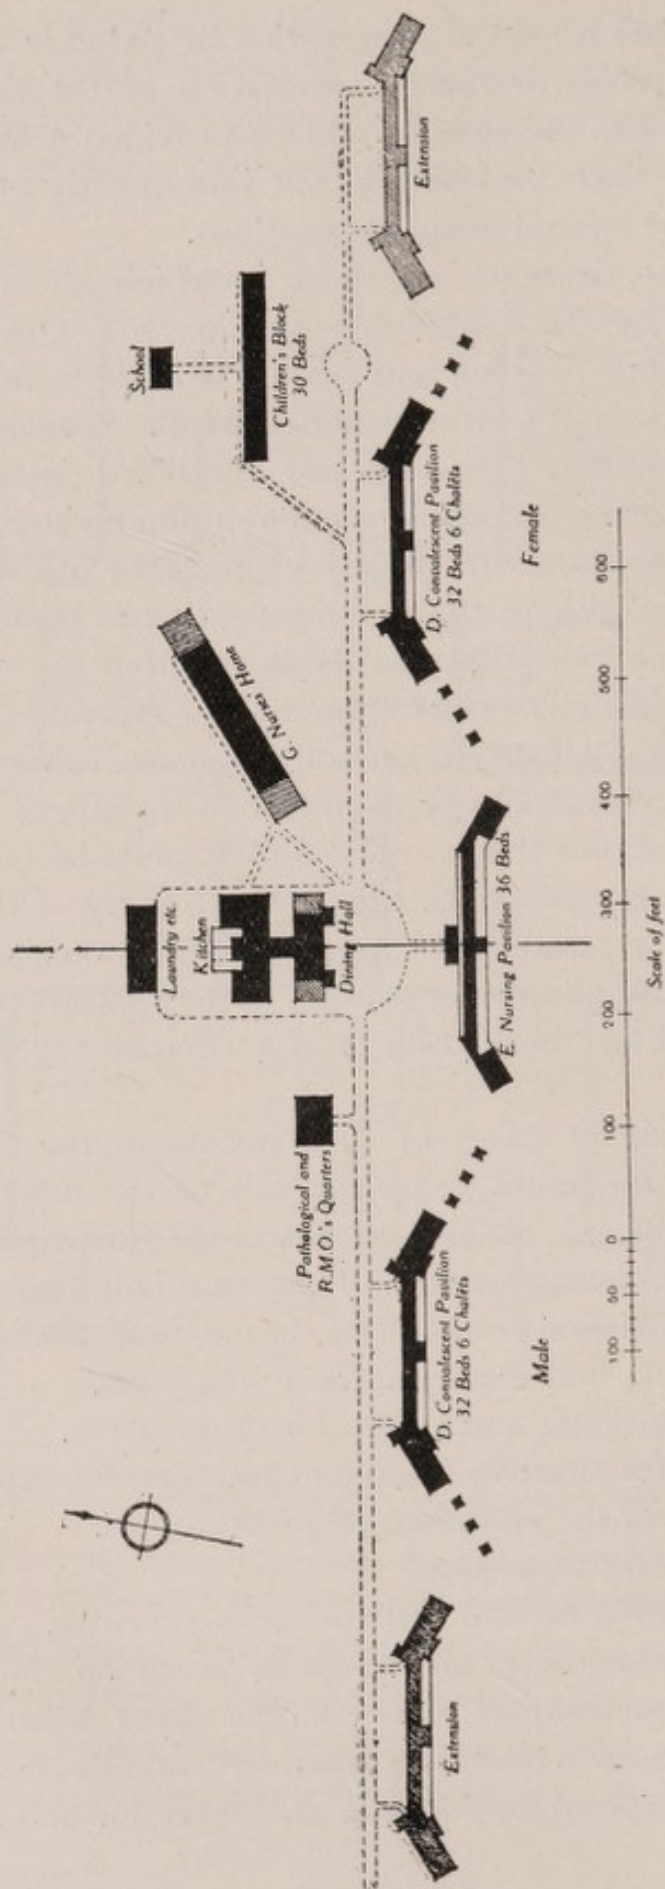 School
Children's Block
30 Beds
Extension
C. Nurses' Home
Laundry etc.
Kitchen
Dining Hall
Pathological and
R.M.O.'s Quarters
D. Convalescent Pavilion
32 Beds 6 Chalêts
Female
E. Nursing Pavilion 36 Beds
D. Convalescent Pavilion
32 Beds 6 Chalêts
Male
Extension
100 50 0 100 200 300 400 500 600
Scale of feet